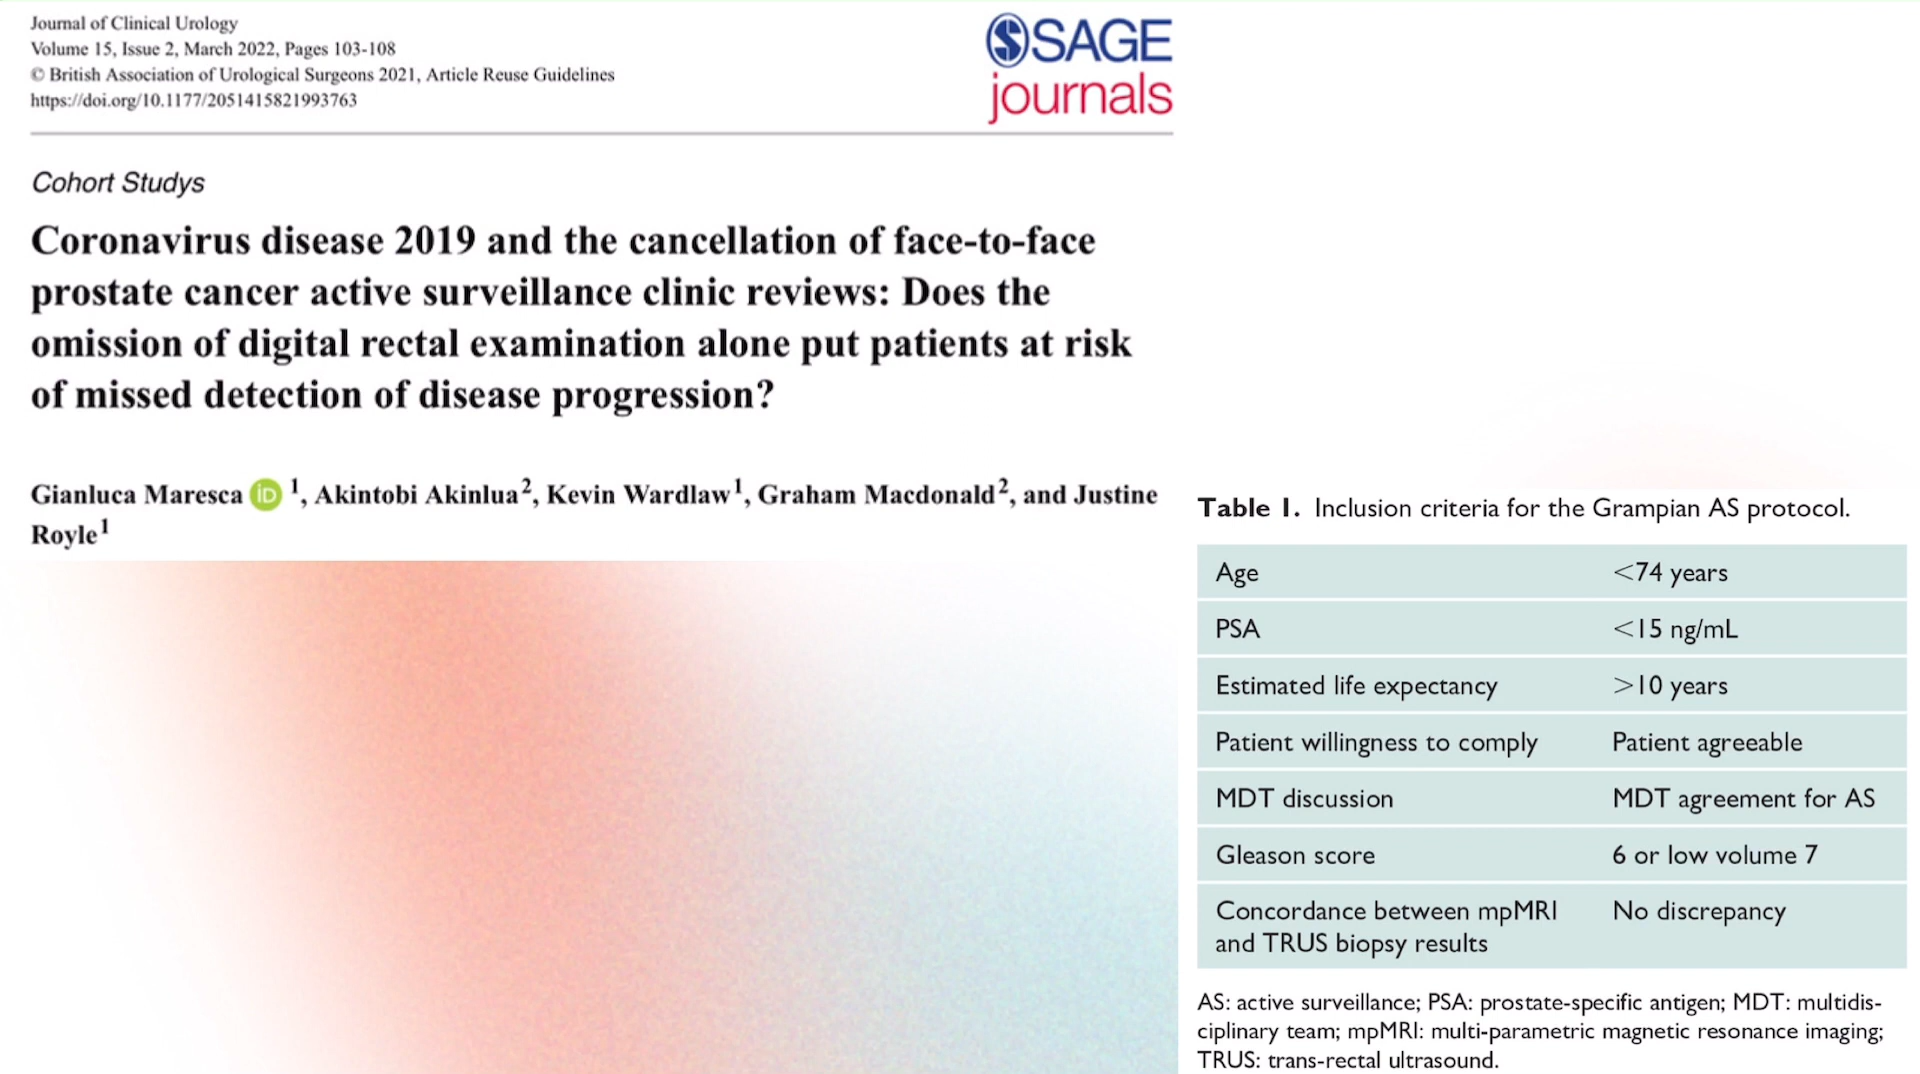 Journal of Clinical Urology
Volume 15, Issue 2, March 2022, Pages 103-108
© British Association of Urological Surgeons 2021, Article Reuse Guidelines
https://doi.org/10.1177/2051415821993763
SAGE
journals
Cohort Studys
Coronavirus disease 2019 and the cancellation of face-to-face
prostate cancer active surveillance clinic reviews: Does the
omission of digital rectal examination alone put patients at risk
of missed detection of disease progression?
Gianluca Maresca iD 1, Akintobi Akinlua2, Kevin Wardlaw1, Graham Macdonald2, and Justine
Royle1
Table 1. Inclusion criteria for the Grampian AS protocol.
Age <74 years
PSA <15 ng/mL
Estimated life expectancy >10 years
Patient willingness to comply Patient agreeable
MDT discussion MDT agreement for AS
Gleason score 6 or low volume 7
Concordance between mpMRI No discrepancy
and TRUS biopsy results
AS: active surveillance; PSA: prostate-specific antigen; MDT: multidis-
ciplinary team; mpMRI: multi-parametric magnetic resonance imaging;
TRUS: trans-rectal ultrasound.